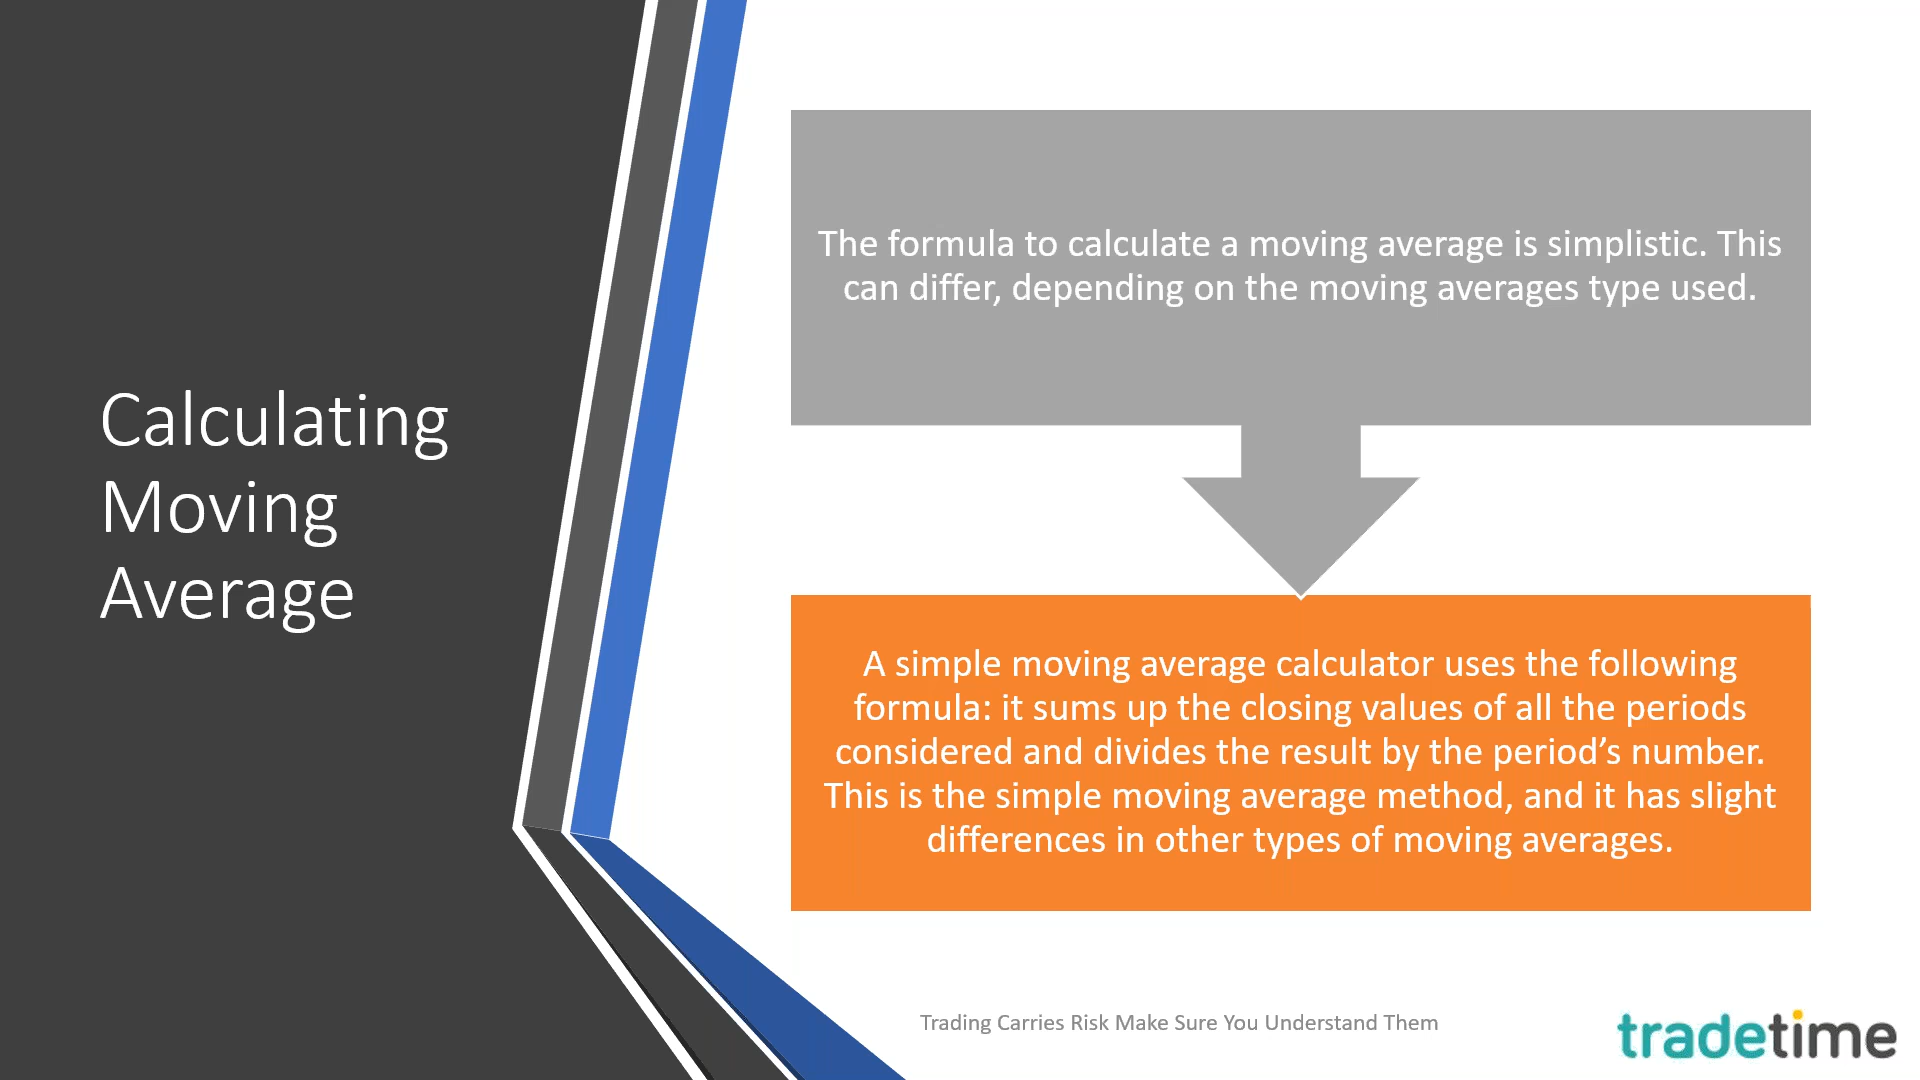 Calculating
Moving
Average
The formula to calculate a moving average is simplistic. This
can differ, depending on the moving averages type used.
A simple moving average calculator uses the following
formula: it sums up the closing values of all the periods
considered and divides the result by the period’s number.
This is the simple moving average method, and it has slight
differences in other types of moving averages.
Trading Carries Risk Make Sure You Understand Them
tradetime